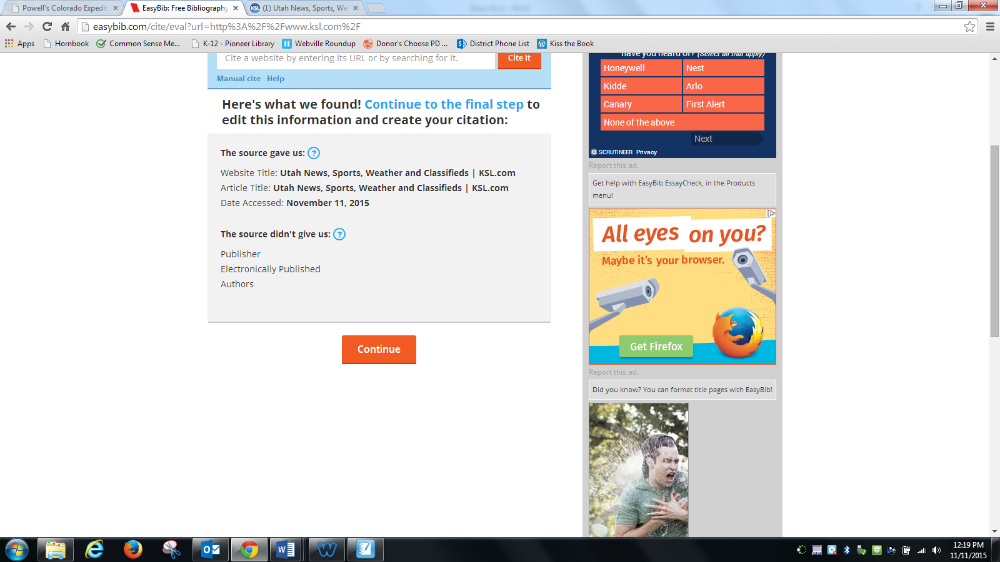 Powell's Colorado Expedit
EasyBib: Free Bibliography
(1) Utah News, Sports, We
easybib.com/cite/eval?url=http%3A%2F%2Fwww.ksl.com%2F
Apps Hornbook Common Sense Me... K-12 - Pioneer Library Webville Roundup Donor's Choose PD ... District Phone List Kiss the Book
Cite a website by entering its URL or by searching for it.
Cite It
Manual cite Help
Here's what we found! Continue to the final step to
edit this information and create your citation:
The source gave us: ?
Website Title: Utah News, Sports, Weather and Classifieds | KSL.com
Article Title: Utah News, Sports, Weather and Classifieds | KSL.com
Date Accessed: November 11, 2015
The source didn't give us: ?
Publisher
Electronically Published
Authors
Continue
have you heard of? (Select all that apply)
Honeywell Nest
Kidde Arlo
Canary First Alert
None of the above
Next
SCRUTINEER Privacy
Report this ad.
Get help with EasyBib EssayCheck, in the Products
menu!
All eyes on you?
Maybe it's your browser.
Get Firefox
Report this ad.
Did you know? You can format title pages with EasyBib!
12:19 PM
11/11/2015